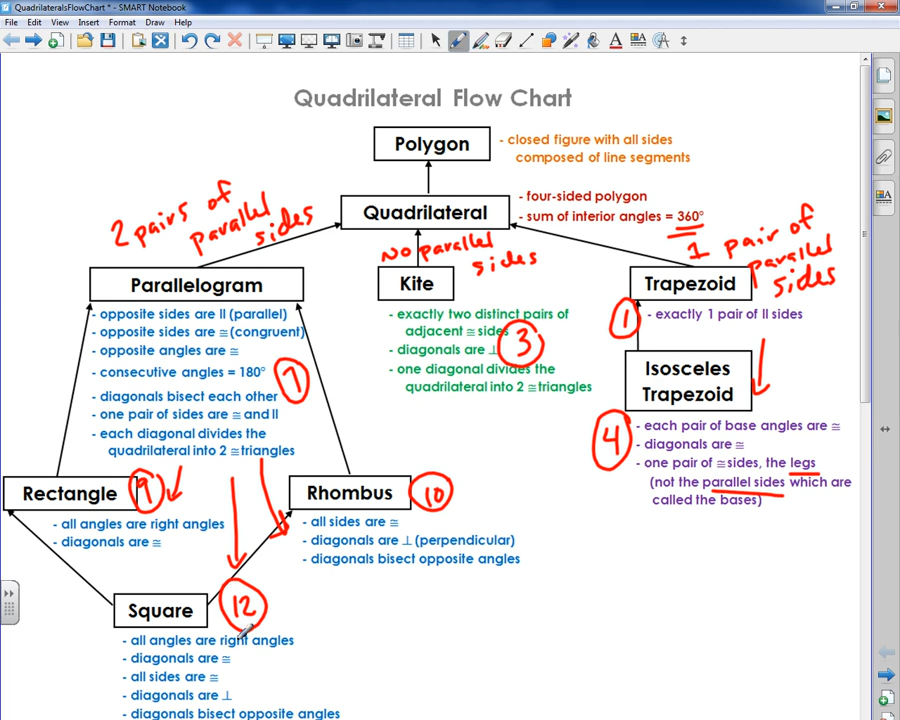 QuadrilateralsFlowChart * - SMART Notebook
File Edit View Insert Format Draw Help
Quadrilateral Flow Chart
Polygon
- closed figure with all sides
composed of line segments
Quadrilateral
- four-sided polygon
- sum of interior angles = 360°
2 pairs of
parallel
sides
No parallel
sides
1 pair of
parallel
sides
Parallelogram
- opposite sides are || (parallel)
- opposite sides are ≅ (congruent)
- opposite angles are ≅
- consecutive angles = 180°
- diagonals bisect each other
- one pair of sides are ≅ and ||
- each diagonal divides the
quadrilateral into 2 ≅ triangles
7
Kite
- exactly two distinct pairs of
adjacent ≅ sides
- diagonals are ⊥
- one diagonal divides the
quadrilateral into 2 ≅ triangles
3
Trapezoid
- exactly 1 pair of || sides
1
Isosceles
Trapezoid
- each pair of base angles are ≅
- diagonals are ≅
- one pair of ≅ sides, the legs
(not the parallel sides which are
called the bases)
4
Rectangle
9
- all angles are right angles
- diagonals are ≅
Rhombus
10
- all sides are ≅
- diagonals are ⊥ (perpendicular)
- diagonals bisect opposite angles
Square
12
- all angles are right angles
- diagonals are ≅
- all sides are ≅
- diagonals are ⊥
- diagonals bisect opposite angles